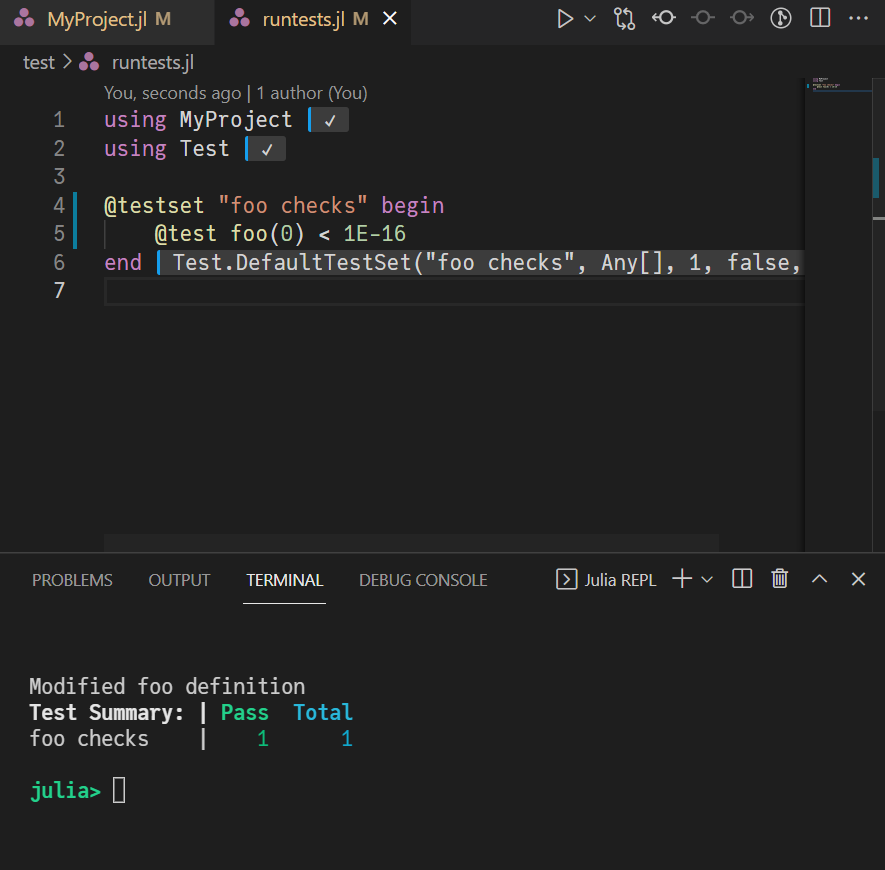 MyProject.jl M runtests.jl M
test > runtests.jl
You, seconds ago | 1 author (You)
1 using MyProject ✓
2 using Test ✓
3
4 @testset "foo checks" begin
5 @test foo(0) < 1E-16
6 end Test.DefaultTestSet("foo checks", Any[], 1, false,
7
PROBLEMS OUTPUT TERMINAL DEBUG CONSOLE Julia REPL
Modified foo definition
Test Summary: | Pass Total
foo checks | 1 1
julia>